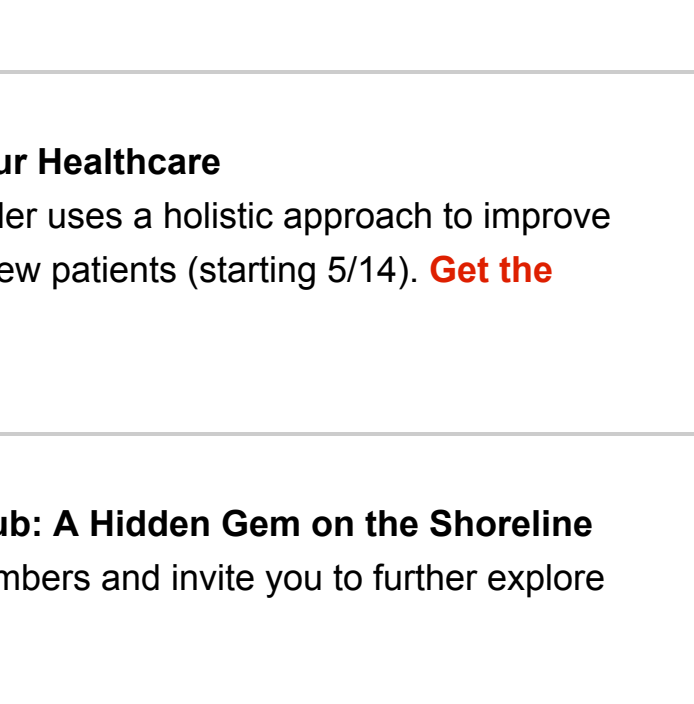 ur Healthcare
ler uses a holistic approach to improve
ew patients (starting 5/14). Get the
ub: A Hidden Gem on the Shoreline
mbers and invite you to further explore